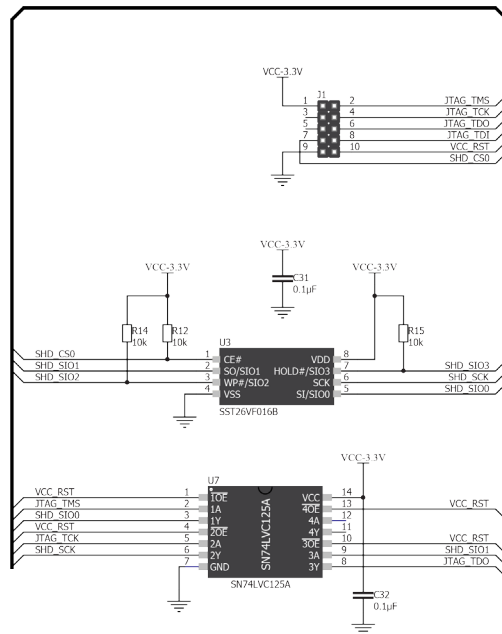 VCC-3.3V
J1
1 2 JTAG_TMS
3 4 JTAG_TCK
5 6 JTAG_TDO
7 8 JTAG_TDI
9 10 VCC_RST
SHD_CS0
VCC-3.3V
C31
0.1µF
VCC-3.3V
VCC-3.3V
R14
10k
R12
10k
R15
10k
U3
SHD_CS0 1 CE# VDD 8
SHD_SIO1 2 SO/SIO1 HOLD#/SIO3 7 SHD_SIO3
SHD_SIO2 3 WP#/SIO2 SCK 6 SHD_SCK
4 VSS SI/SIO0 5 SHD_SIO0
SST26VF016B
VCC-3.3V
U7
SN74LVC125A
VCC_RST 1 1OE VCC 14
JTAG_TMS 2 1A 4OE 13 VCC_RST
SHD_SIO0 3 1Y 4A 12
VCC_RST 4 2OE 4Y 11
JTAG_TCK 5 2A 3OE 10 VCC_RST
SHD_SCK 6 2Y 3A 9 SHD_SIO1
7 GND 3Y 8 JTAG_TDO
SN74LVC125A
C32
0.1µF